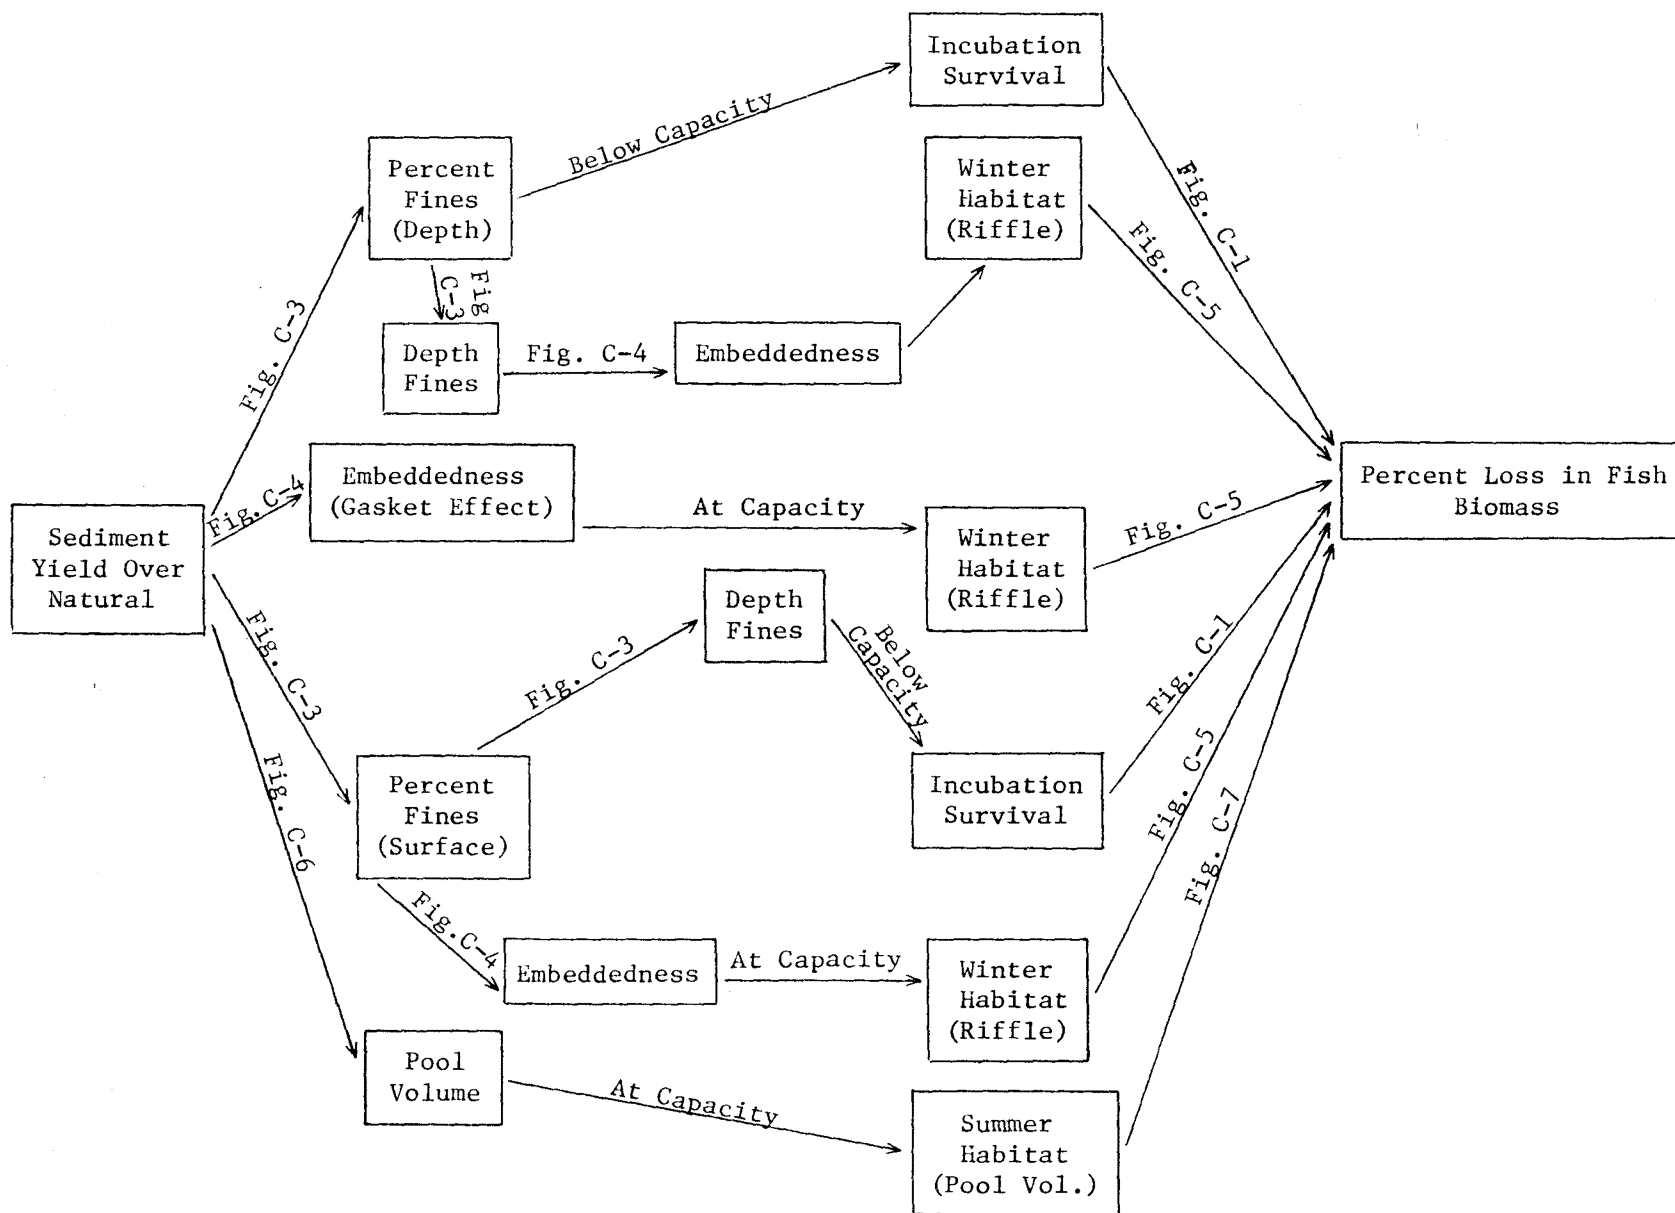 Incubation
Survival
Below Capacity
Percent
Fines
(Depth)
Winter
Habitat
(Riffle)
Fig. C-1
Fig. C-5
Fig
C-3
Fig. C-3
Depth
Fines
Fig. C-4
Embeddedness
Embeddedness
(Gasket Effect)
Fig. C-4
At Capacity
Fig. C-5
Percent Loss in Fish
Biomass
Sediment
Yield Over
Natural
Winter
Habitat
(Riffle)
Depth
Fines
Below
Capacity
Fig. C-3
Fig. C-3
Fig. C-1
Percent
Fines
(Surface)
Incubation
Survival
Fig. C-5
Fig. C-7
Fig. C-6
Fig.C-4
Embeddedness
At Capacity
Winter
Habitat
(Riffle)
Pool
Volume
At Capacity
Summer
Habitat
(Pool Vol.)